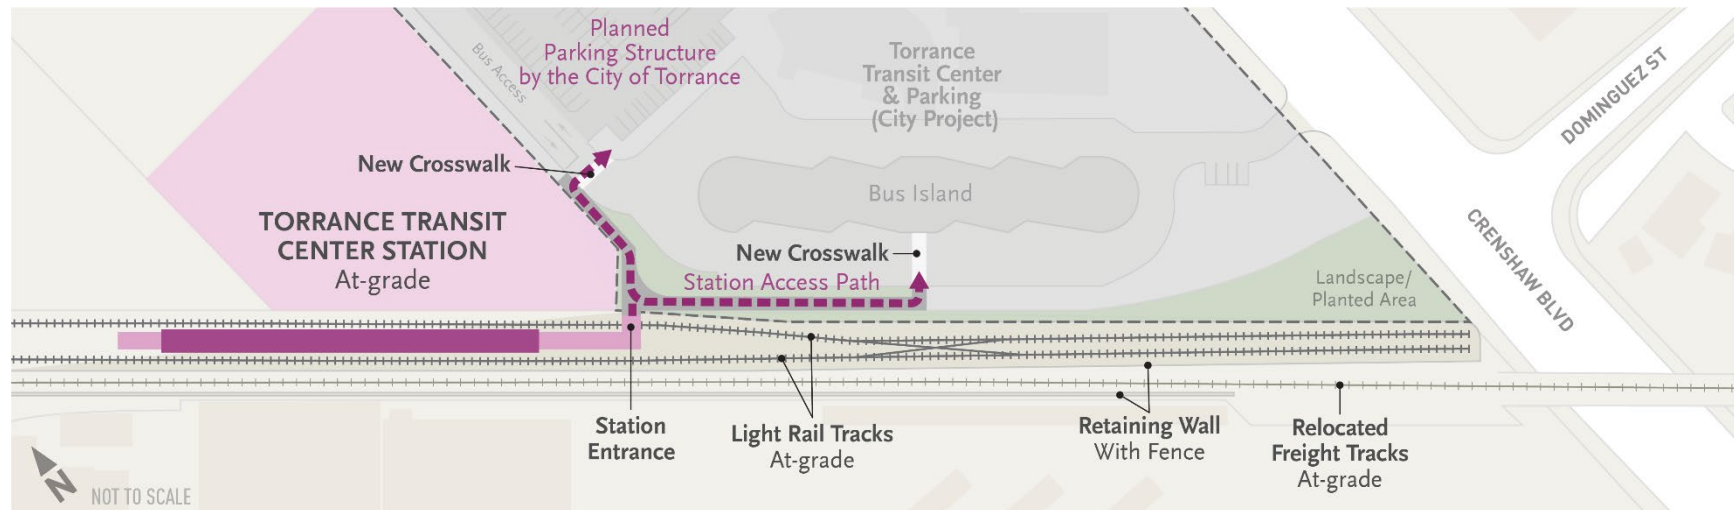 Planned
Parking Structure
by the City of Torrance
Bus Access
Torrance
Transit Center
& Parking
(City Project)
DOMINGUEZ ST
New Crosswalk
Bus Island
TORRANCE TRANSIT
CENTER STATION
At-grade
New Crosswalk
Station Access Path
CRENSHAW BLVD
Landscape/
Planted Area
Station
Entrance
Light Rail Tracks
At-grade
Retaining Wall
With Fence
Relocated
Freight Tracks
At-grade
N
NOT TO SCALE